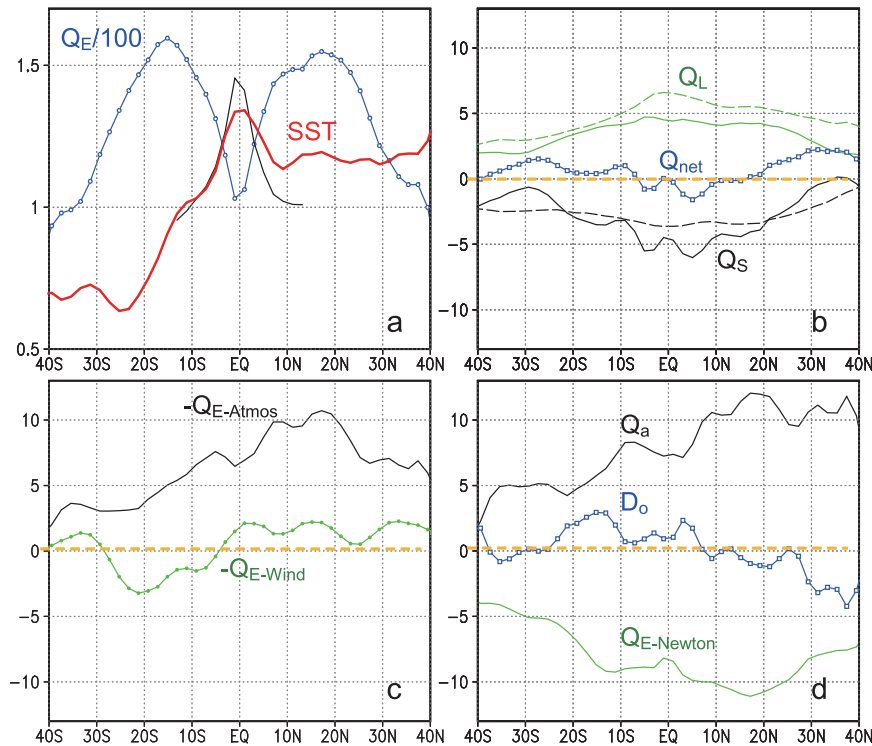 Q_E/100
SST
1.5
1
0.5
40S 30S 20S 10S EQ 10N 20N 30N 40N
a
10
5
0
-5
-10
Q_L
Q_net
Q_S
40S 30S 20S 10S EQ 10N 20N 30N 40N
b
10
5
0
-5
-10
-Q_E-Atmos
-Q_E-Wind
40S 30S 20S 10S EQ 10N 20N 30N 40N
c
10
5
0
-5
-10
Q_a
D_o
Q_E-Newton
40S 30S 20S 10S EQ 10N 20N 30N 40N
d